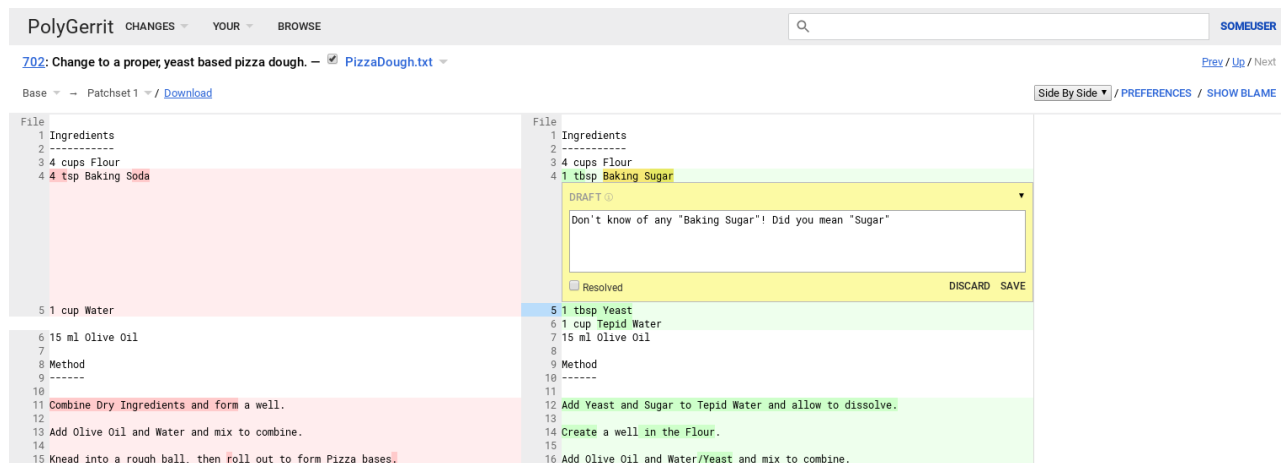 PolyGerrit CHANGES YOUR BROWSE SOMEUSER
702: Change to a proper, yeast based pizza dough. — PizzaDough.txt Prev / Up / Next
Base → Patchset 1 / Download Side By Side / PREFERENCES / SHOW BLAME
File File
1 Ingredients 1 Ingredients
2 ----------- 2 -----------
3 4 cups Flour 3 4 cups Flour
4 4 tsp Baking Soda 4 1 tbsp Baking Sugar
DRAFT
Don't know of any "Baking Sugar"! Did you mean "Sugar"
Resolved DISCARD SAVE
5 1 cup Water 5 1 tbsp Yeast
6 1 cup Tepid Water
6 15 ml Olive Oil 7 15 ml Olive Oil
7 8
8 Method 9 Method
9 ------ 10 ------
10 11
11 Combine Dry Ingredients and form a well. 12 Add Yeast and Sugar to Tepid Water and allow to dissolve.
12 13
13 Add Olive Oil and Water and mix to combine. 14 Create a well in the Flour.
14 15
15 Knead into a rough ball, then roll out to form Pizza bases. 16 Add Olive Oil and Water/Yeast and mix to combine.